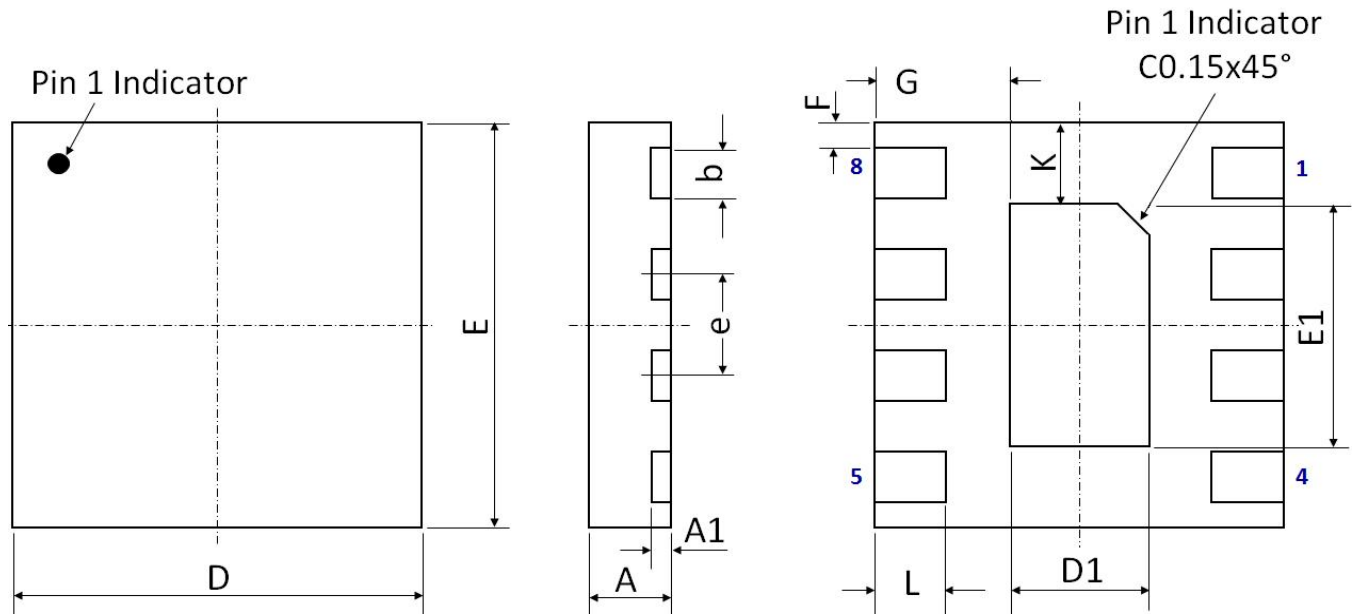 Pin 1 Indicator
E
D
b
e
A1
A
Pin 1 Indicator
C0.15x45°
G
F
K
8
1
E1
5
4
L
D1